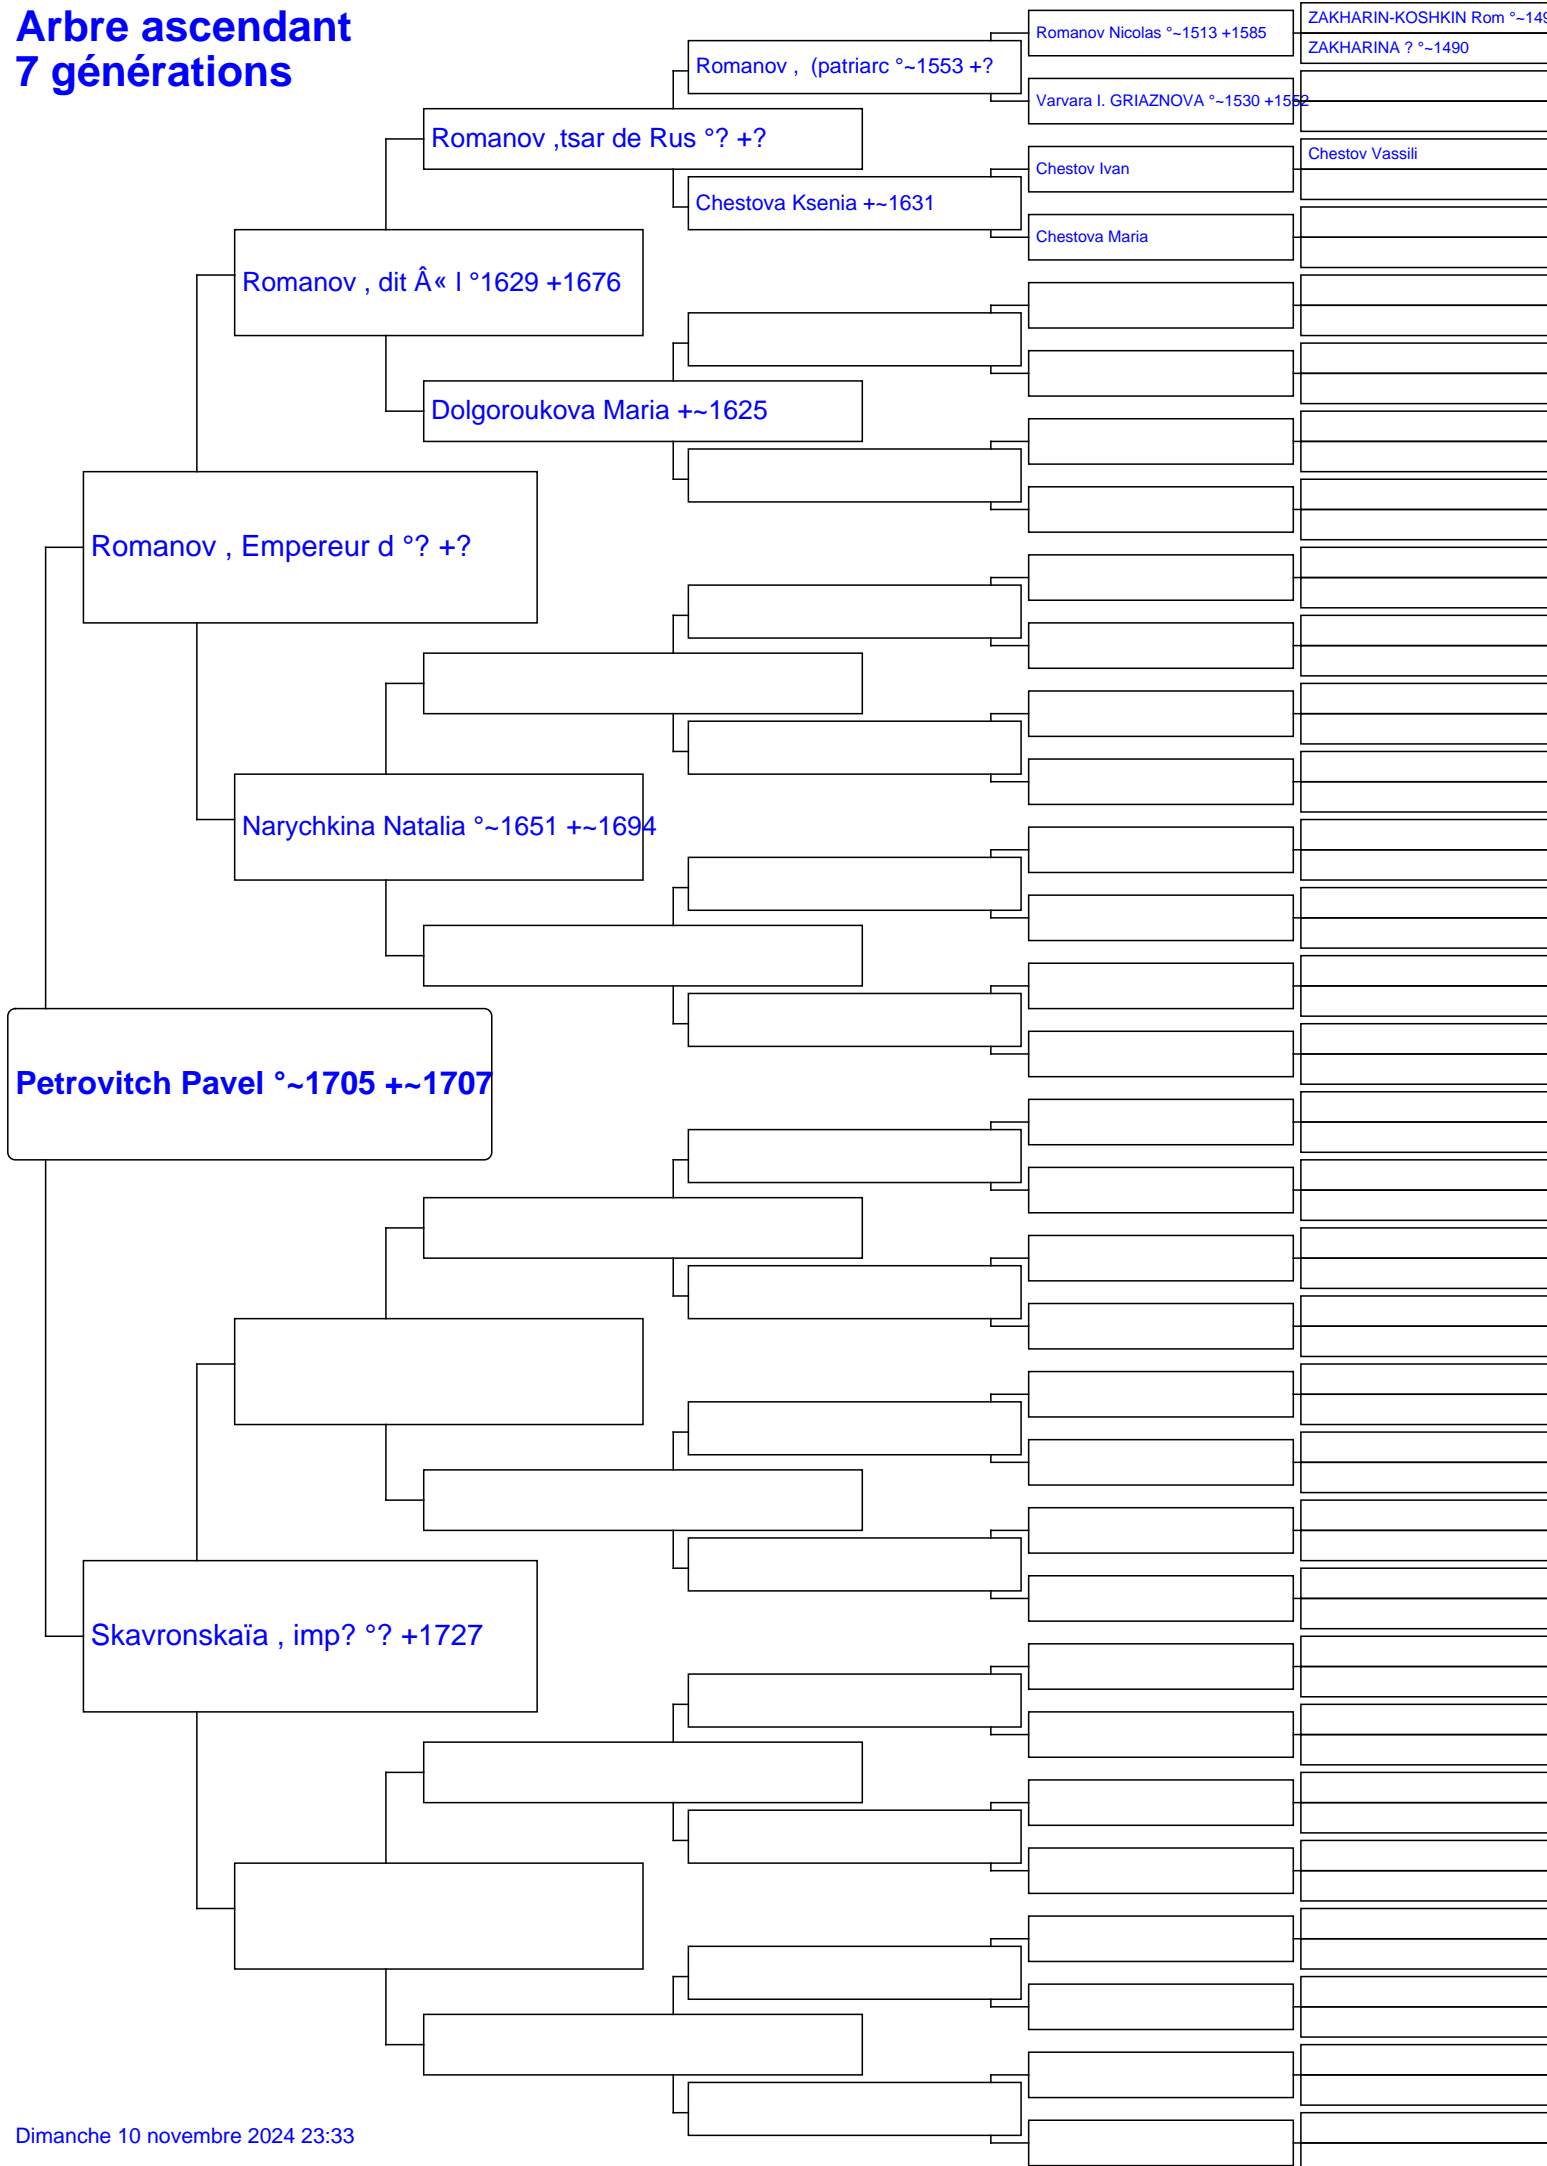 Arbre ascendant
7 générations
ZAKHARIN-KOSHKIN Rom °~149
Romanov Nicolas °~1513 +1585
ZAKHARINA ? °~1490
Romanov , (patriarc °~1553 +?
Varvara I. GRIAZNOVA °~1530 +1552
Romanov ,tsar de Rus °? +?
Chestov Vassili
Chestov Ivan
Chestova Ksenia +~1631
Chestova Maria
Romanov , dit Â« l °1629 +1676
Dolgoroukova Maria +~1625
Romanov , Empereur d °? +?
Narychkina Natalia °~1651 +~1694
Petrovitch Pavel °~1705 +~1707
Skavronskaïa , imp? °? +1727
Dimanche 10 novembre 2024 23:33